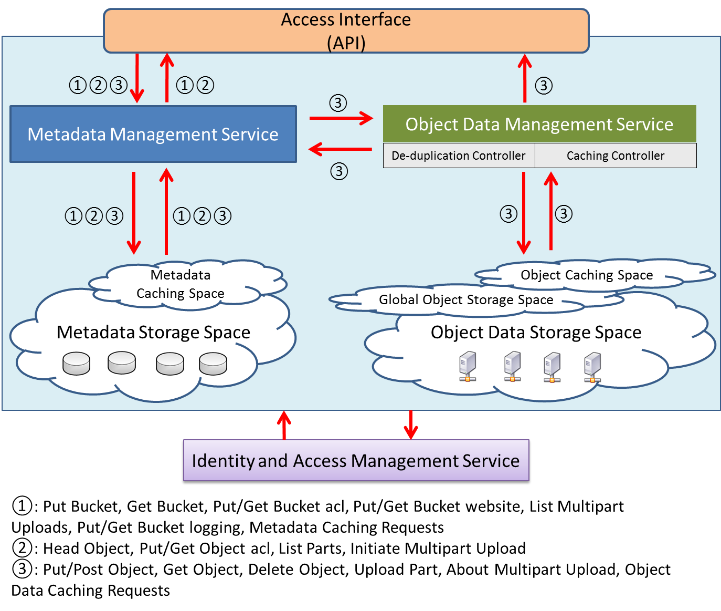 Access Interface
(API)
①②③
①②
③
Metadata Management Service
③
③
Object Data Management Service
De-duplication Controller
Caching Controller
①②③
①②③
③
③
Metadata
Caching Space
Metadata Storage Space
Object Caching Space
Global Object Storage Space
Object Data Storage Space
Identity and Access Management Service
①: Put Bucket, Get Bucket, Put/Get Bucket acl, Put/Get Bucket website, List Multipart
Uploads, Put/Get Bucket logging, Metadata Caching Requests
②: Head Object, Put/Get Object acl, List Parts, Initiate Multipart Upload
③: Put/Post Object, Get Object, Delete Object, Upload Part, About Multipart Upload, Object
Data Caching Requests